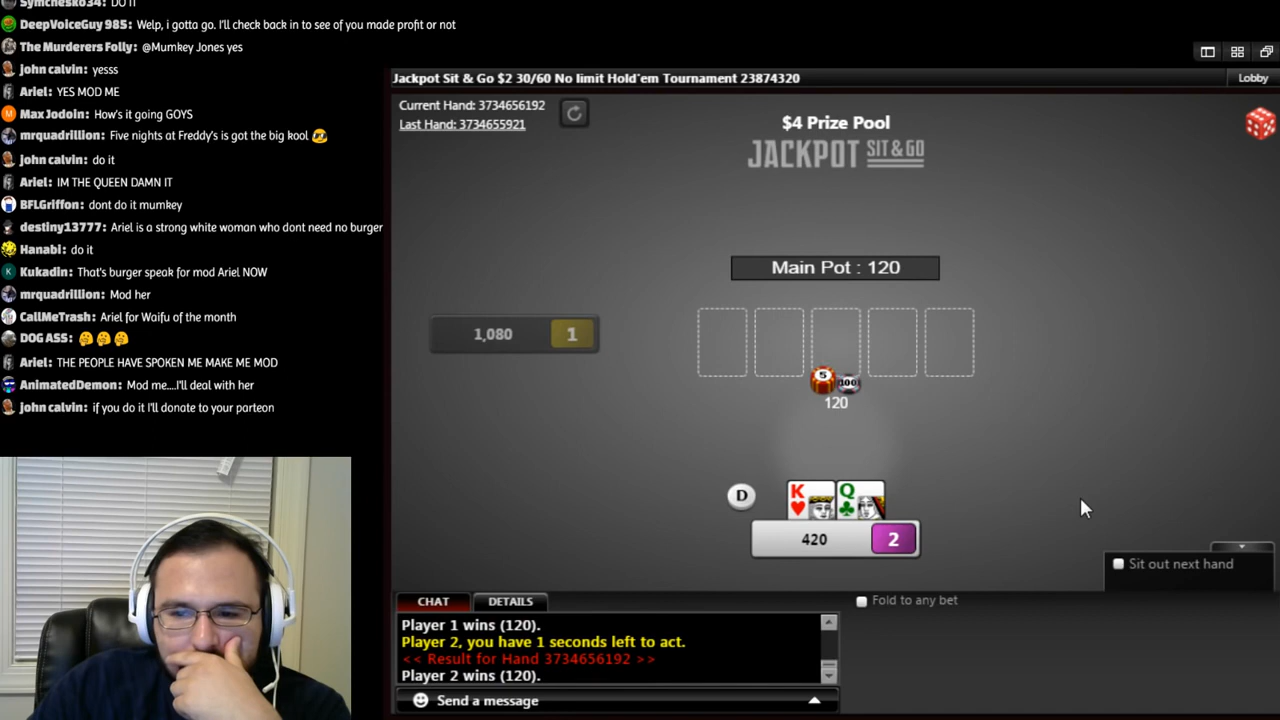 Symchesko34: DO IT
DeepVoiceGuy 985: Welp, i gotta go. I'll check back in to see of you made profit or not
The Murderers Folly: @Mumkey Jones yes
john calvin: yesss
Ariel: YES MOD ME
Max Jodoin: How's it going GOYS
mrquadrillion: Five nights at Freddy's is got the big kool 😎
john calvin: do it
Ariel: IM THE QUEEN DAMN IT
BFLGriffon: dont do it mumkey
destiny13777: Ariel is a strong white woman who dont need no burger
Hanabi: do it
Kukadin: That's burger speak for mod Ariel NOW
mrquadrillion: Mod her
CallMeTrash: Ariel for Waifu of the month
DOG ASS: 🤔 🤔 🤔
Ariel: THE PEOPLE HAVE SPOKEN ME MAKE ME MOD
AnimatedDemon: Mod me....I'll deal with her
john calvin: if you do it I'll donate to your parteon
Jackpot Sit & Go $2 30/60 No limit Hold'em Tournament 23874320
Lobby
Current Hand: 3734656192
Last Hand: 3734655921
$4 Prize Pool
JACKPOT SIT & GO
Main Pot : 120
1,080 1
5 100
120
D
K Q
420 2
Sit out next hand
Fold to any bet
CHAT DETAILS
Player 1 wins (120).
Player 2, you have 1 seconds left to act.
<< Result for Hand 3734656192 >>
Player 2 wins (120).
Send a message